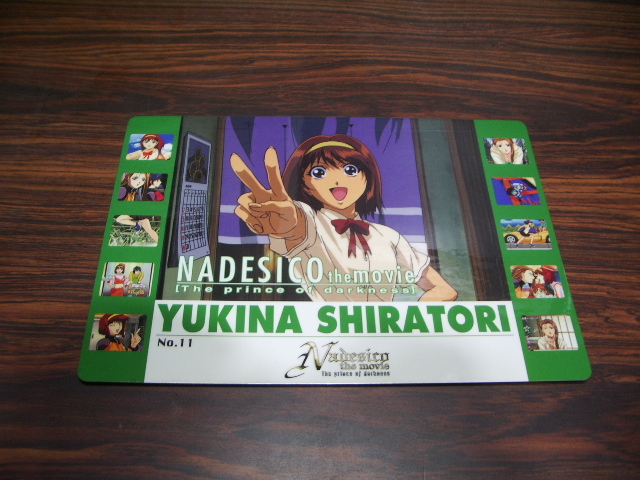 NADESICO the movie
[The prince of darkness]
YUKINA SHIRATORI
No.11
Nadesico
the movie
the prince of darkness